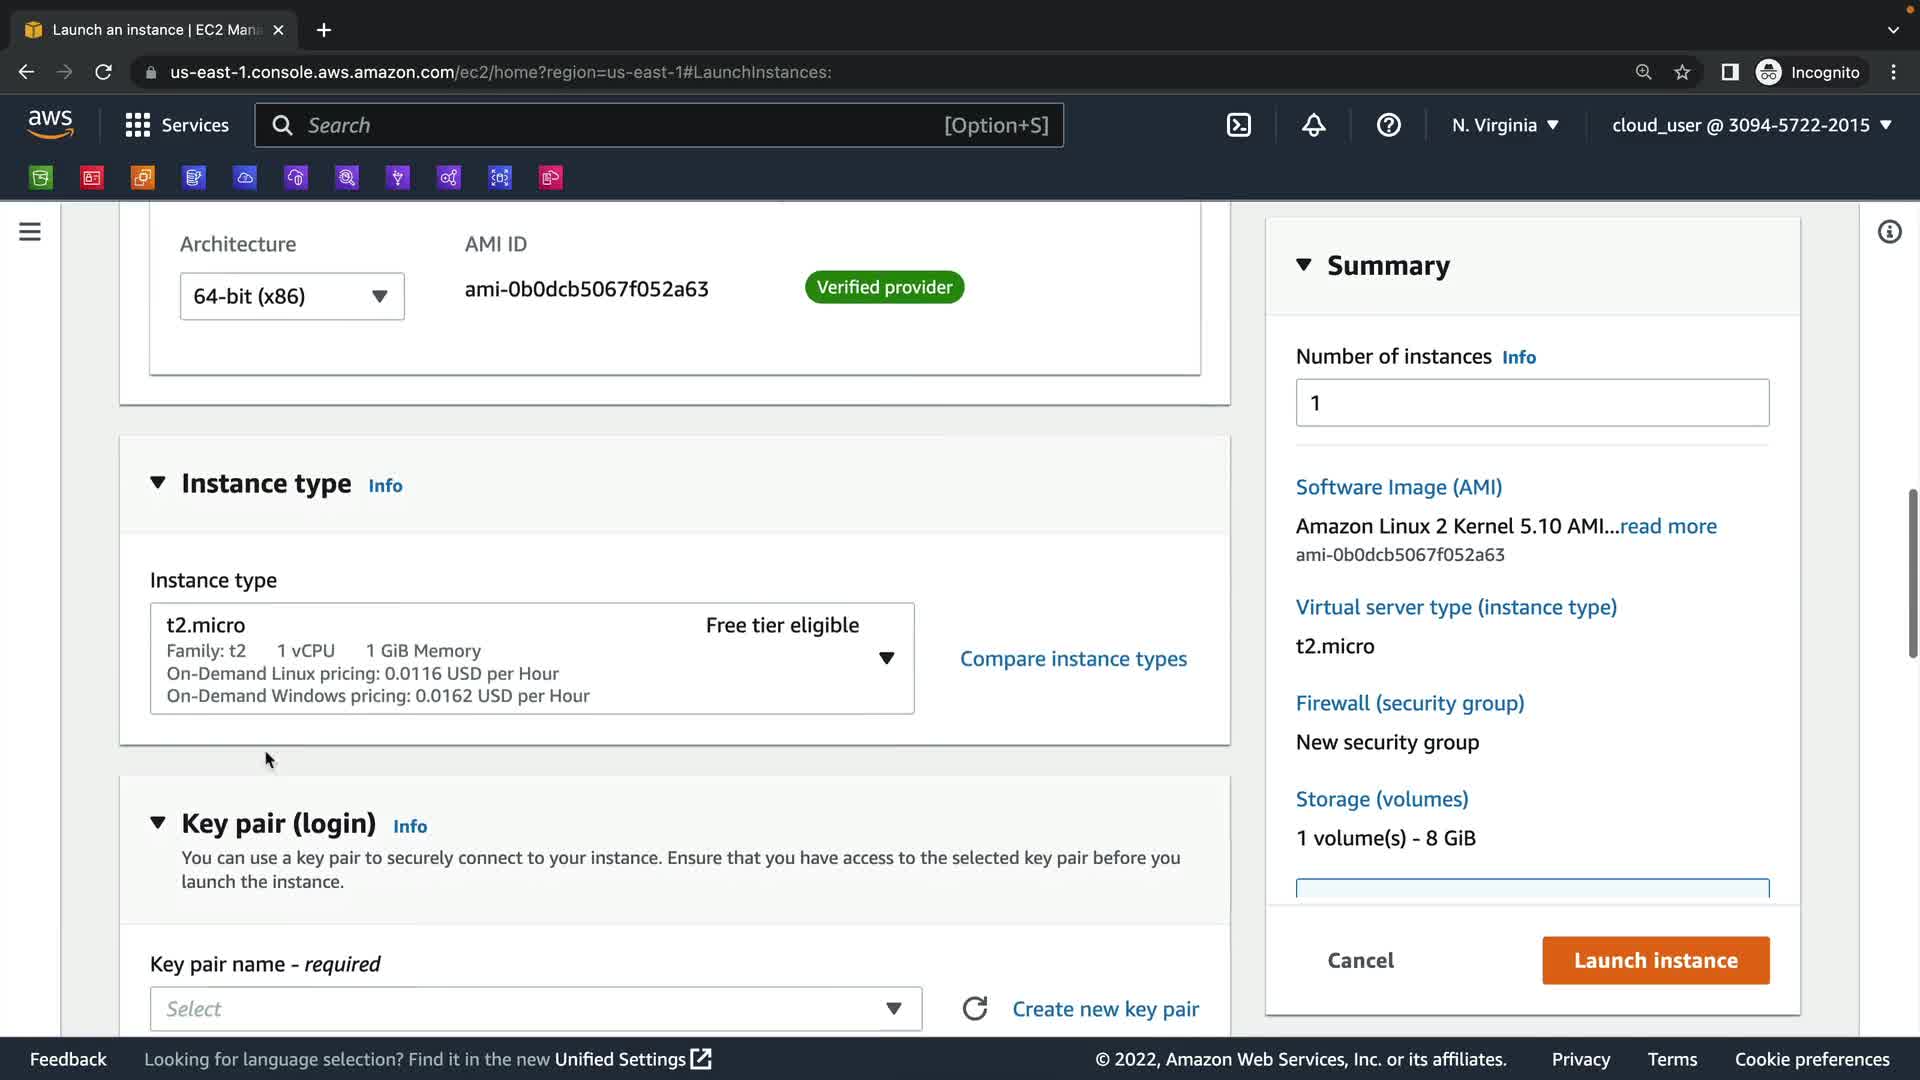 Launch an instance | EC2 Mana
us-east-1.console.aws.amazon.com/ec2/home?region=us-east-1#LaunchInstances:
Incognito
aws
Services
Search
[Option+S]
N. Virginia
cloud_user @ 3094-5722-2015
Architecture
AMI ID
64-bit (x86)
ami-0b0dcb5067f052a63
Verified provider
Instance type Info
Instance type
t2.micro
Free tier eligible
Family: t2 1 vCPU 1 GiB Memory
On-Demand Linux pricing: 0.0116 USD per Hour
On-Demand Windows pricing: 0.0162 USD per Hour
Compare instance types
Key pair (login) Info
You can use a key pair to securely connect to your instance. Ensure that you have access to the selected key pair before you
launch the instance.
Key pair name - required
Select
Create new key pair
Summary
Number of instances Info
1
Software Image (AMI)
Amazon Linux 2 Kernel 5.10 AMI...read more
ami-0b0dcb5067f052a63
Virtual server type (instance type)
t2.micro
Firewall (security group)
New security group
Storage (volumes)
1 volume(s) - 8 GiB
Cancel
Launch instance
Feedback
Looking for language selection? Find it in the new Unified Settings
© 2022, Amazon Web Services, Inc. or its affiliates.
Privacy
Terms
Cookie preferences